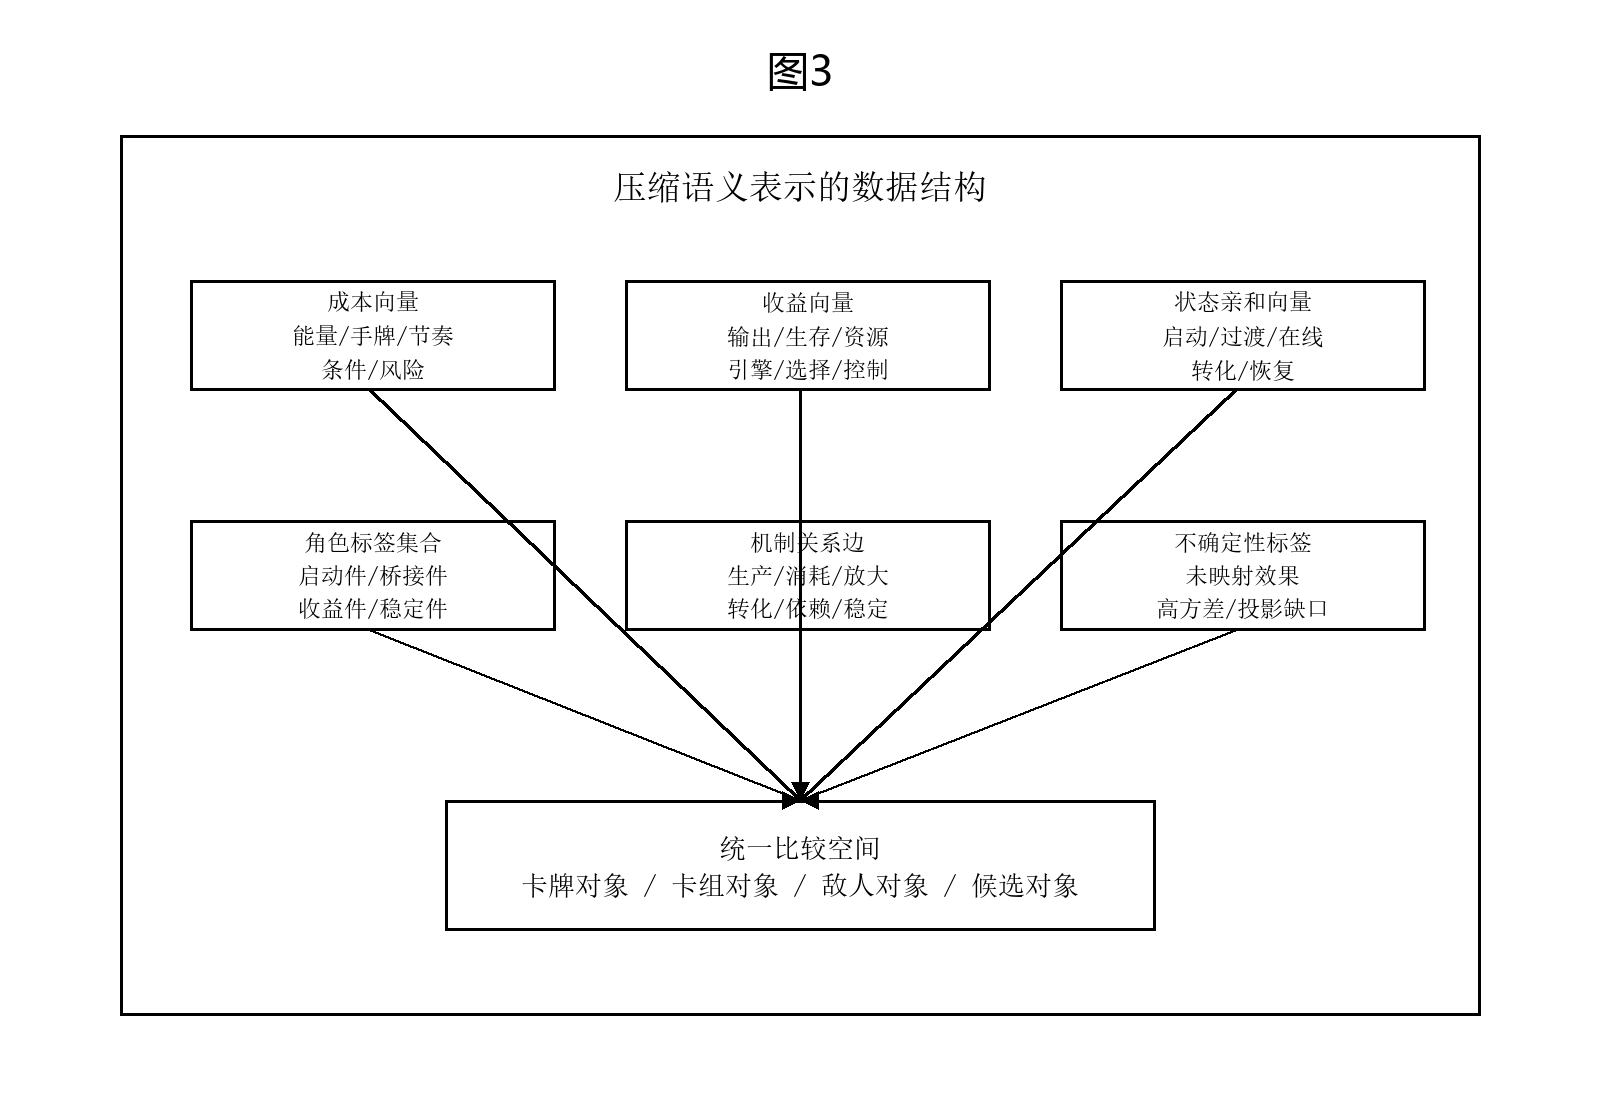 图3
压缩语义表示的数据结构
成本向量
能量/手牌/节奏
条件/风险
收益向量
输出/生存/资源
引擎/选择/控制
状态亲和向量
启动/过渡/在线
转化/恢复
角色标签集合
启动件/桥接件
收益件/稳定件
机制关系边
生产/消耗/放大
转化/依赖/稳定
不确定性标签
未映射效果
高方差/投影缺口
统一比较空间
卡牌对象 / 卡组对象 / 敌人对象 / 候选对象